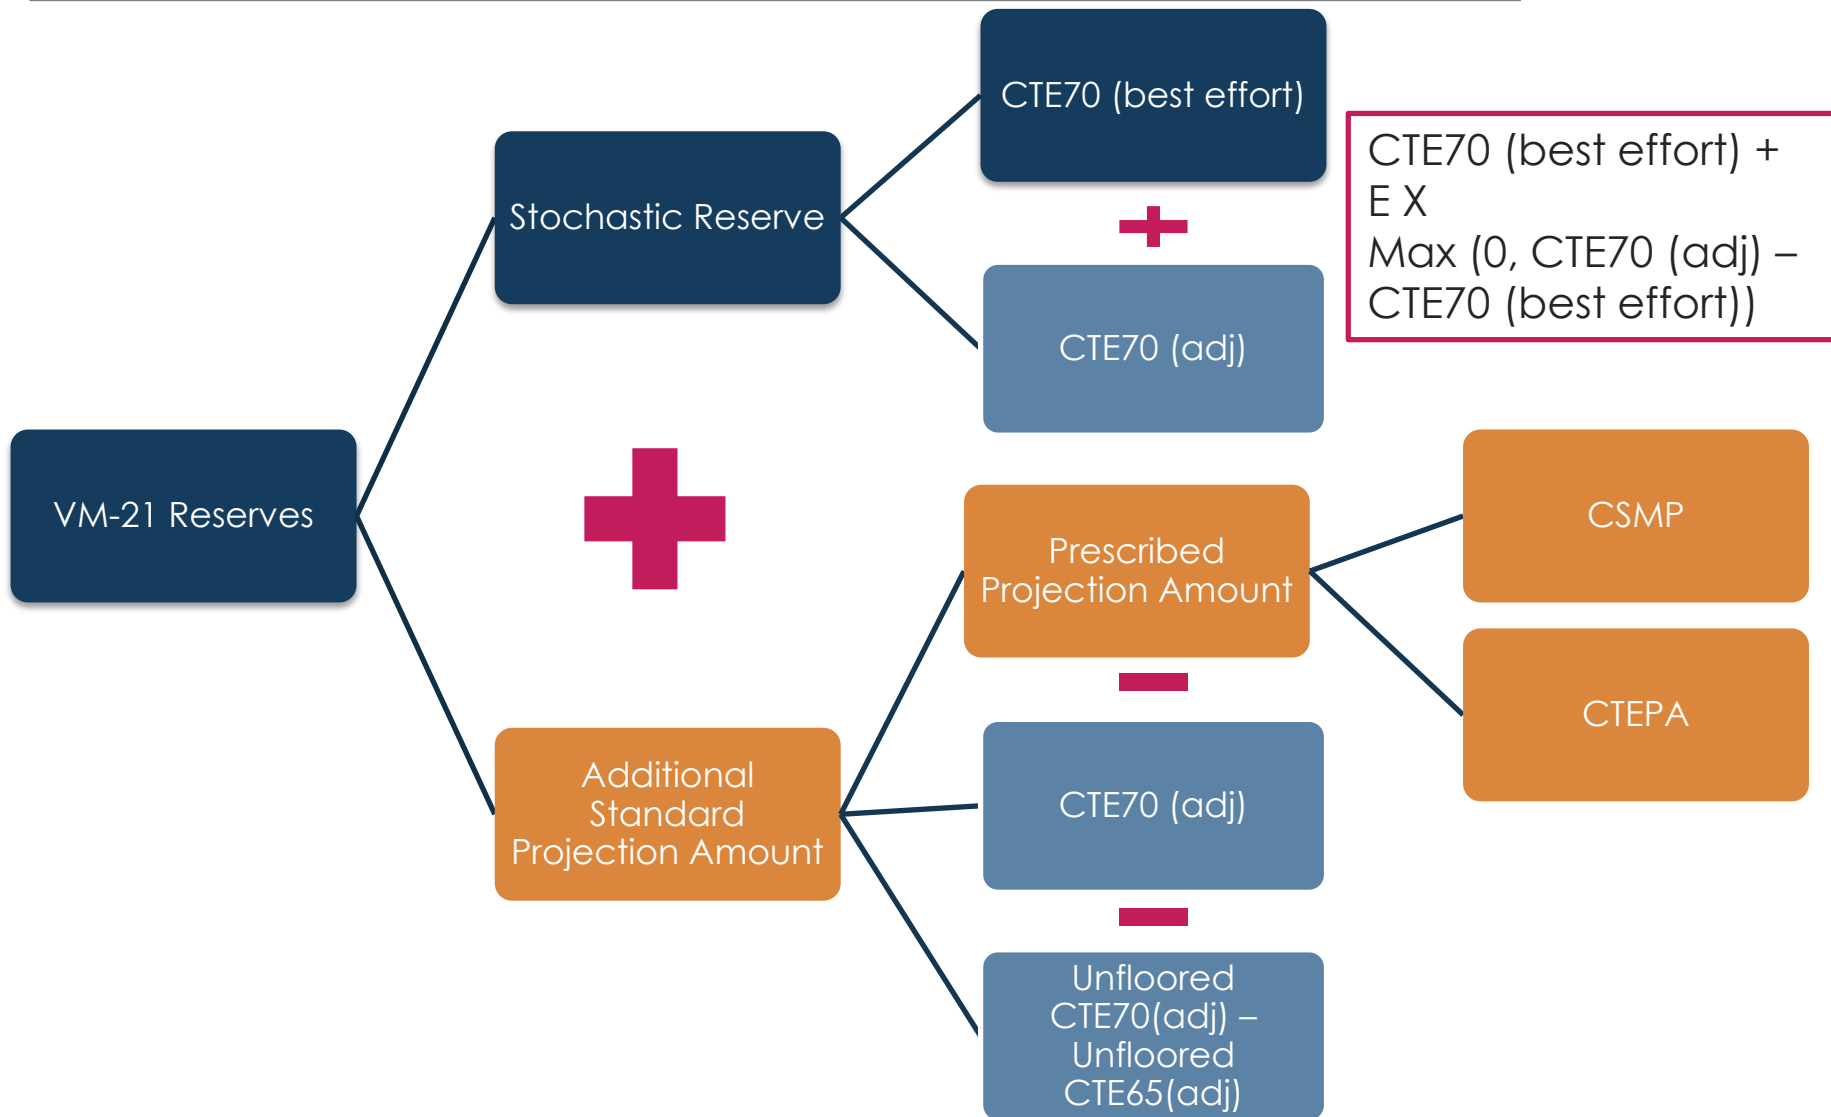 CTE70 (best effort)
CTE70 (best effort) +
E X
Max (0, CTE70 (adj) –
CTE70 (best effort))
Stochastic Reserve
CTE70 (adj)
VM-21 Reserves
Prescribed
Projection Amount
CSMP
CTEPA
Additional
Standard
Projection Amount
CTE70 (adj)
Unfloored
CTE70(adj) –
Unfloored
CTE65(adj)